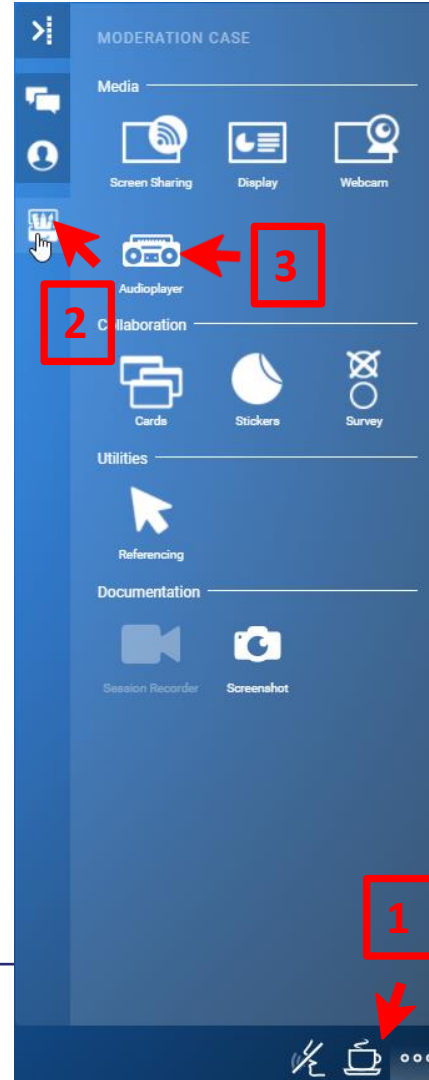 MODERATION CASE
Media
Screen Sharing Display Webcam
3
Audioplayer
2
Collaboration
Cards Stickers Survey
Utilities
Referencing
Documentation
Session Recorder Screenshot
1